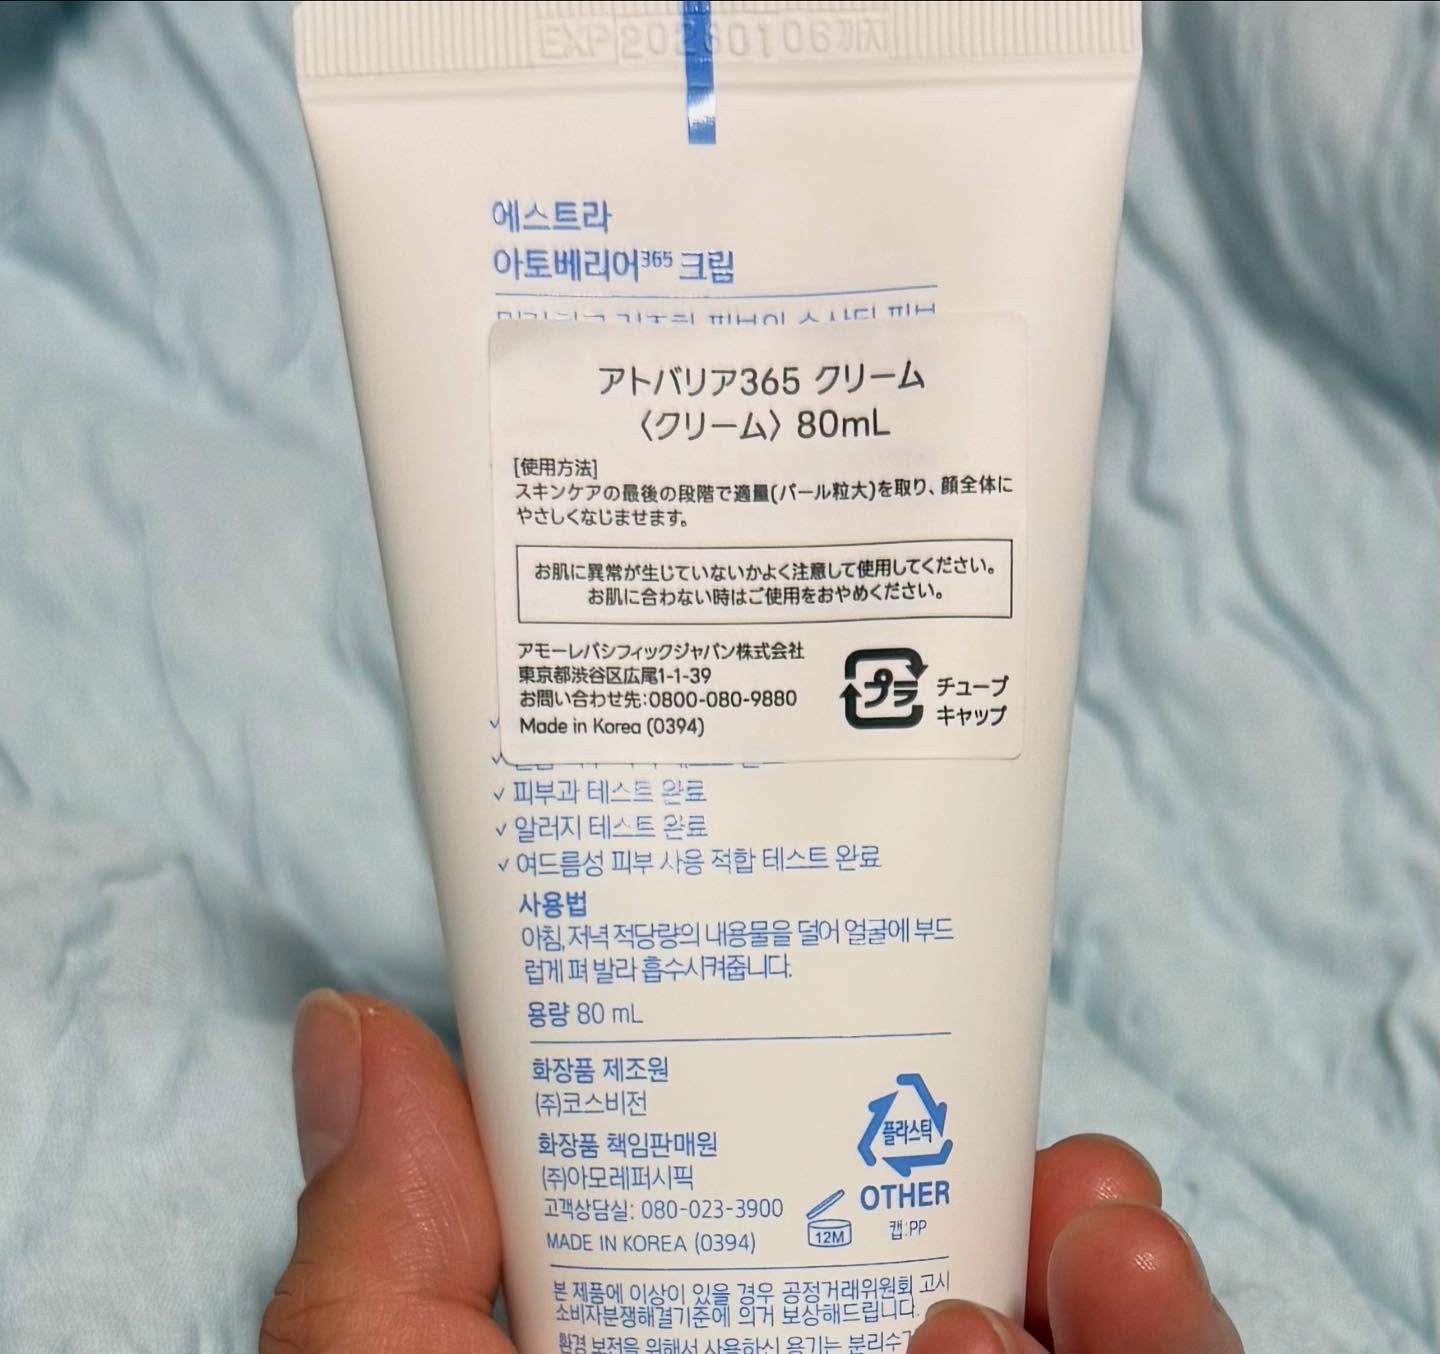 EXP 20260106까지
에스트라
아토베리어365 크림
アトバリア365 クリーム
〈クリーム〉 80mL
[使用方法]
スキンケアの最後の段階で適量(パール粒大)を取り、顔全体に
やさしくなじませます。
お肌に異常が生じていないかよく注意して使用してください。
お肌に合わない時はご使用をおやめください。
アモーレパシフィックジャパン株式会社
東京都渋谷区広尾1-1-39
お問い合わせ先:0800-080-9880
Made in Korea (0394)
プラ
チューブ
キャップ
✓ 피부과 테스트 완료
✓ 알러지 테스트 완료
✓ 여드름성 피부 사용 적합 테스트 완료
사용법
아침, 저녁 적당량의 내용물을 덜어 얼굴에 부드
럽게 펴 발라 흡수시켜줍니다.
용량 80 mL
화장품 제조원
(주)코스비전
화장품 책임판매원
(주)아모레퍼시픽
고객상담실: 080-023-3900
MADE IN KOREA (0394)
12M
플라스틱
OTHER
캡:PP
본 제품에 이상이 있을 경우 공정거래위원회 고시
소비자분쟁해결기준에 의거 보상해드립니다.
환경 보전을 위해서 사용하신 용기는